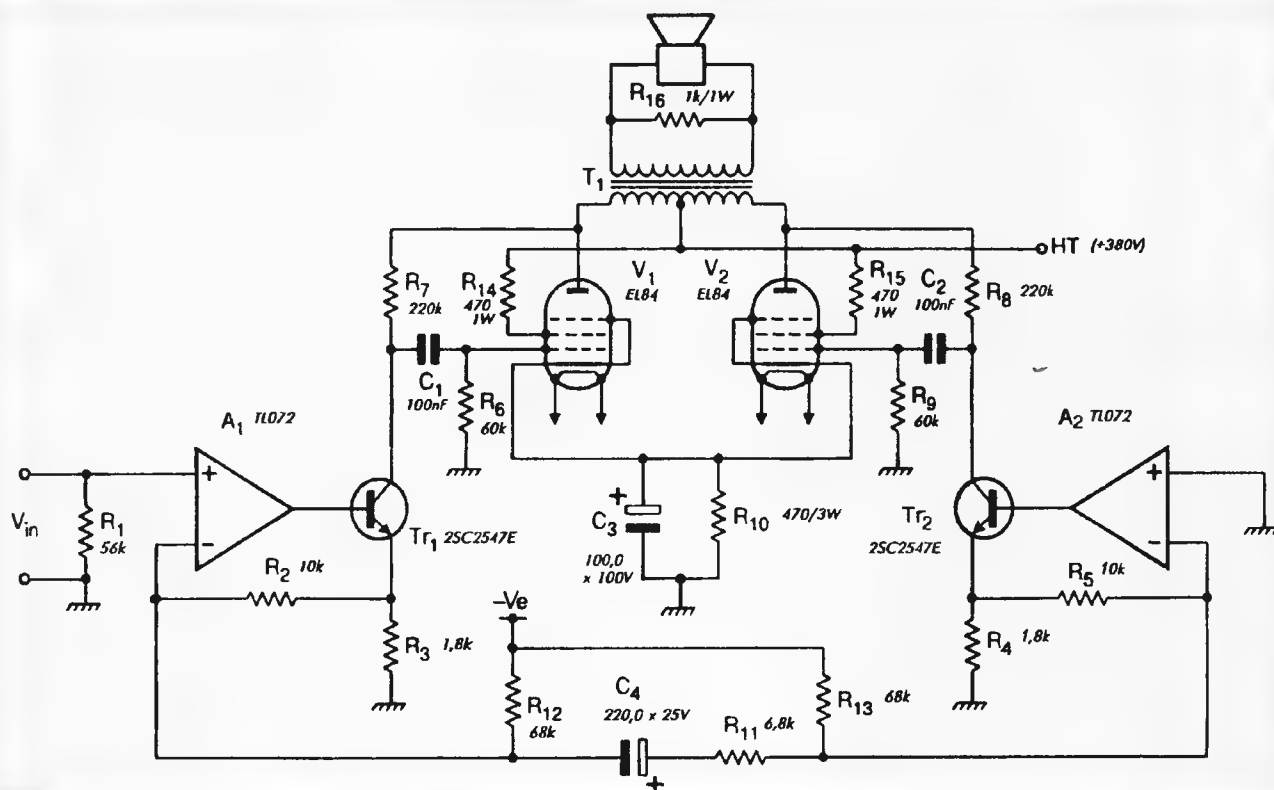 R16 1k/1W
T1
HT (+380V)
R7 220k
R14 470 1W
V1 EL84
V2 EL84
R15 470 1W
C2 100nF
R8 220k
C1 100nF
R6 60k
R9 60k
A1 TL072
A2 TL072
+
+
Vin
R1 56k
-
Tr1 2SC2547E
+
C3
100,0 x 100V
R10 470/3W
Tr2
2SC2547E
-
R2 10k
R5 10k
R3 1,8k
-Ve
R4 1,8k
R12 68k
C4
220,0 x 25V
R11 6,8k
R13 68k
+